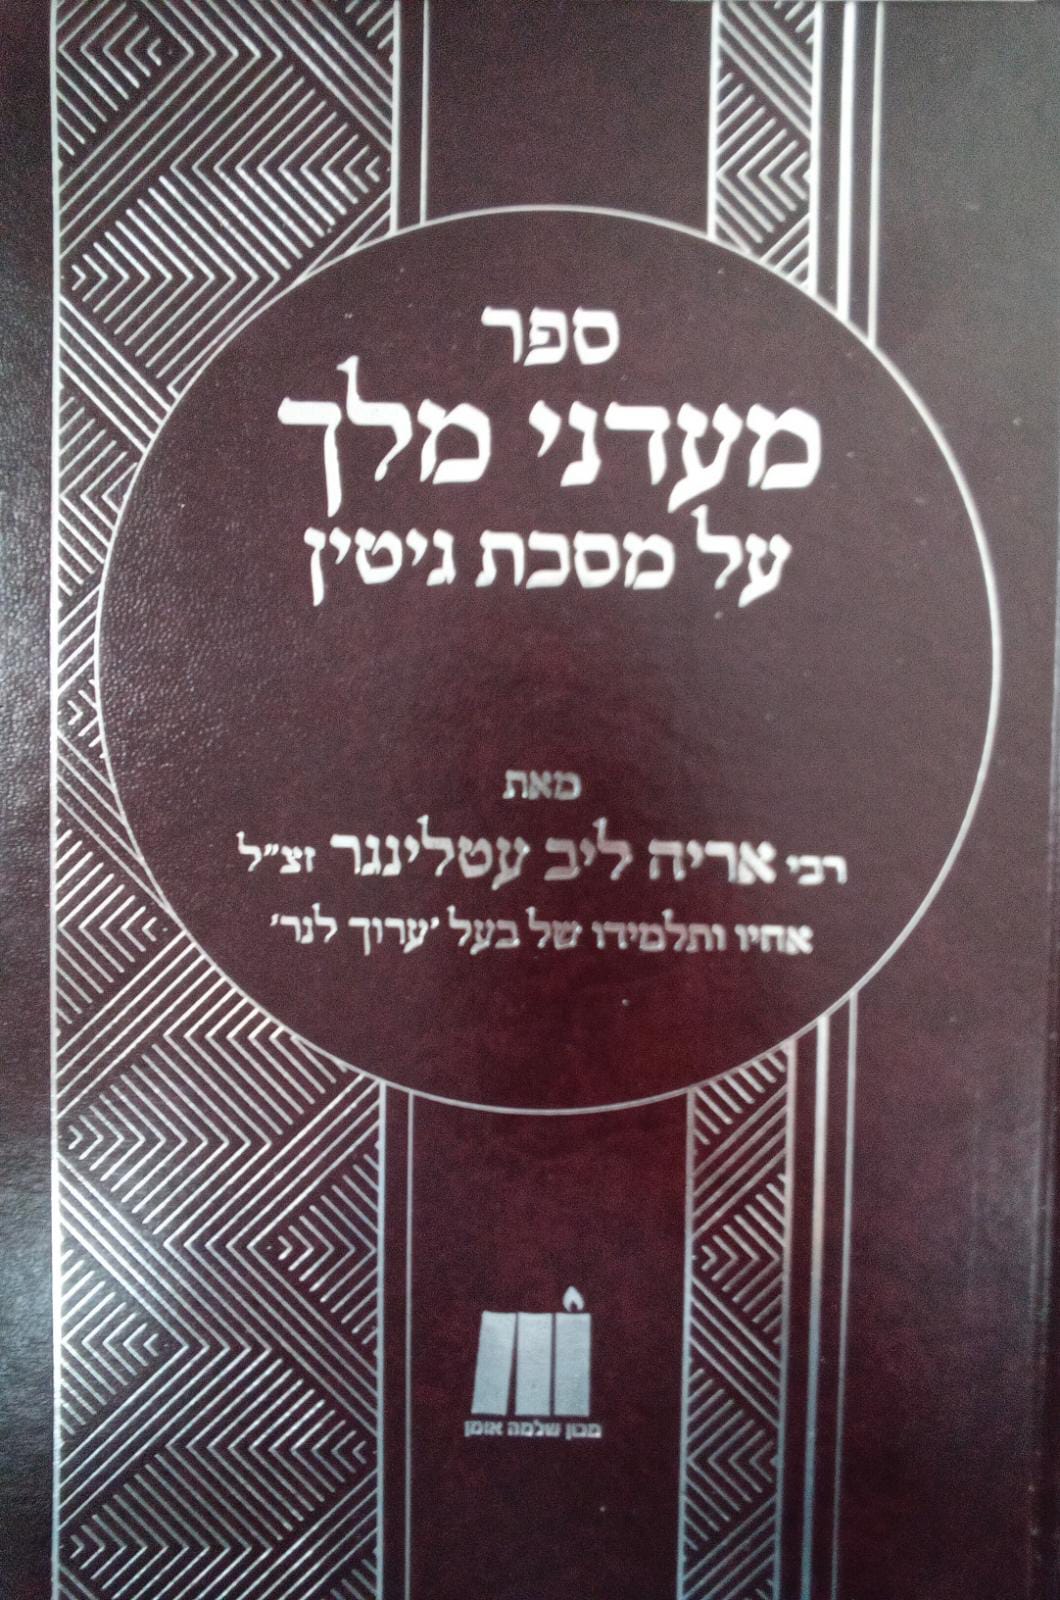 ספר
מעדני מלך
על מסכת גיטין
מאת
רבי אריה ליב עטלינגר זצ"ל
אחיו ותלמידו של בעל 'ערוך לנר'
מכון שלמה אומן